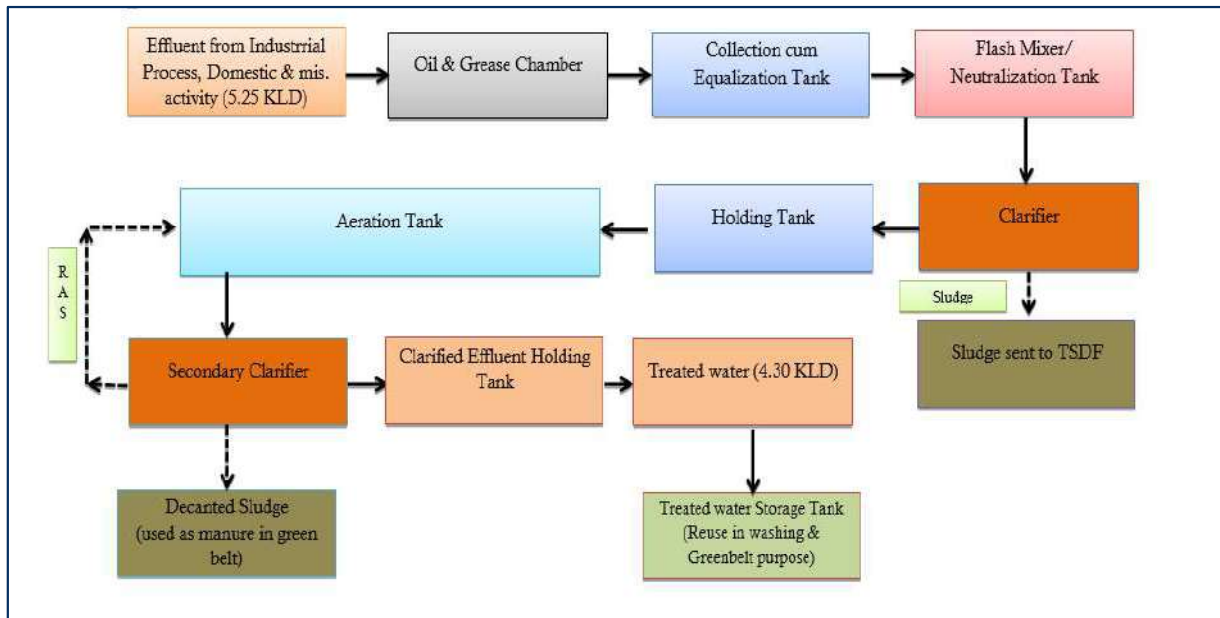 Effluent from Industrrial
Process, Domestic & mis.
activity (5.25 KLD)
Oil & Grease Chamber
Collection cum
Equalization Tank
Flash Mixer/
Neutralization Tank
Aeration Tank
Holding Tank
Clarifier
R
A
S
Sludge
Secondary Clarifier
Clarified Effluent Holding
Tank
Treated water (4.30 KLD)
Sludge sent to TSDF
Decanted Sludge
(used as manure in green
belt)
Treated water Storage Tank
(Reuse in washing &
Greenbelt purpose)